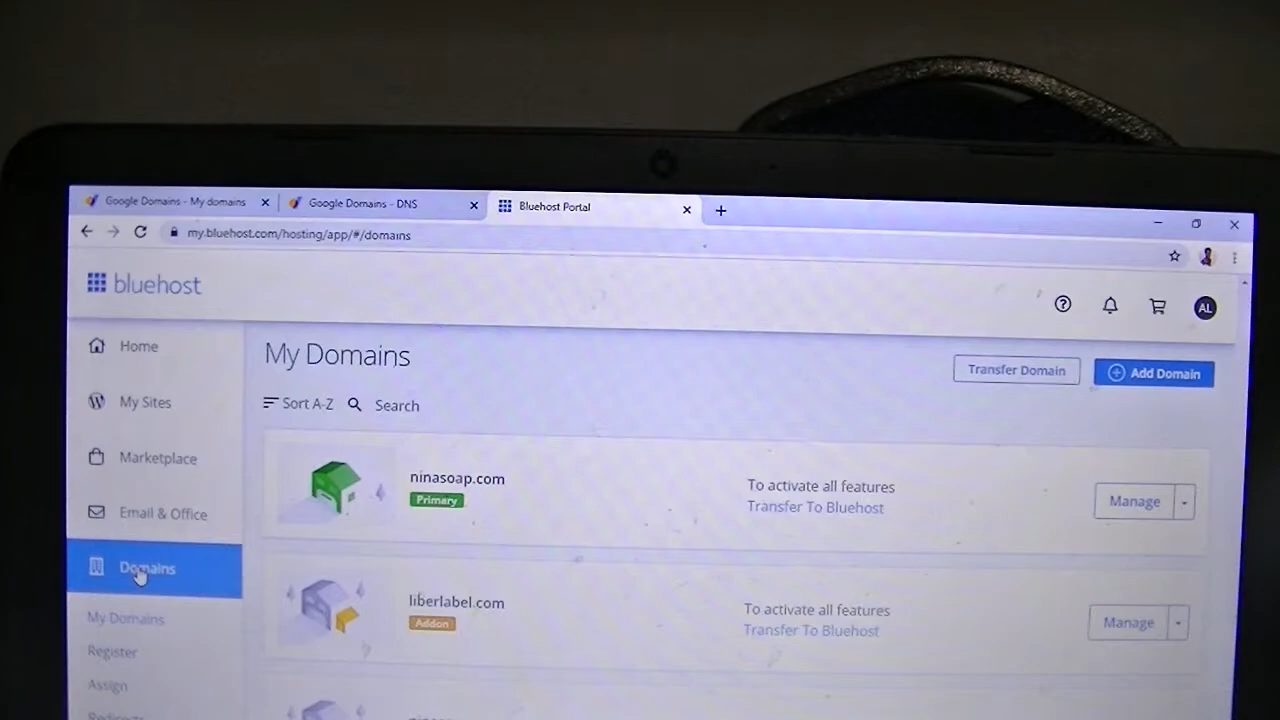 Google Domains - My domains
Google Domains - DNS
Bluehost Portal
my.bluehost.com/hosting/app/#/domains
bluehost
AL
Home
My Sites
Marketplace
Email & Office
Domains
My Domains
Register
Assign
Redirects
My Domains
Transfer Domain
Add Domain
Sort A-Z
Search
ninasoap.com
Primary
To activate all features
Transfer To Bluehost
Manage
liberlabel.com
Addon
To activate all features
Transfer To Bluehost
Manage